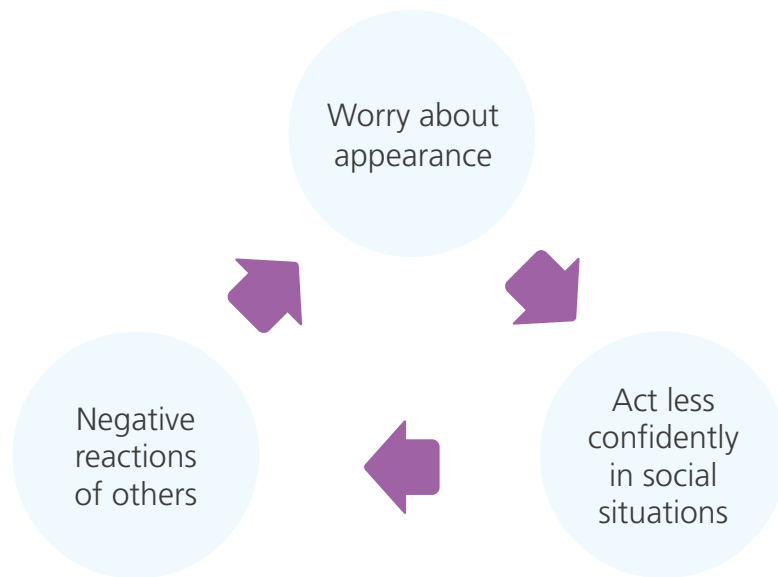 Worry about
appearance
Act less
confidently
in social
situations
Negative
reactions
of others